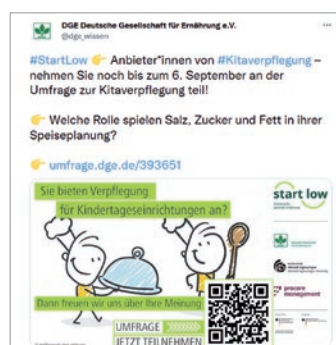 DGE Deutsche Gesellschaft für Ernährung e.V.
@dge_wissen
#StartLow 👉 Anbieter*innen von #Kitaverpflegung –
nehmen Sie noch bis zum 6. September an der
Umfrage zur Kitaverpflegung teil!
👉 Welche Rolle spielen Salz, Zucker und Fett in ihrer
Speiseplanung?
👉 umfrage.dge.de/393651
Sie bieten Verpflegung
für Kindertageseinrichtungen an?
start low
Dann freuen wir uns über Ihre Meinung
procare
management
UMFRAGE
JETZT TEILNEHMEN